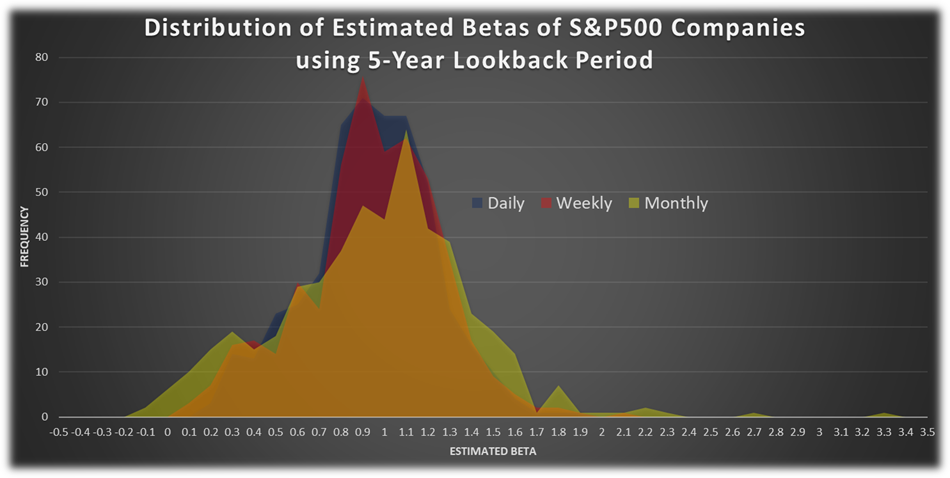 Distribution of Estimated Betas of S&P500 Companies
using 5-Year Lookback Period
80
70
60
50
40
30
20
10
0
FREQUENCY
Daily Weekly Monthly
-0.5 -0.4 -0.3 -0.2 -0.1 0 0.1 0.2 0.3 0.4 0.5 0.6 0.7 0.8 0.9 1 1.1 1.2 1.3 1.4 1.5 1.6 1.7 1.8 1.9 2 2.1 2.2 2.3 2.4 2.5 2.6 2.7 2.8 2.9 3 3.1 3.2 3.3 3.4 3.5
ESTIMATED BETA